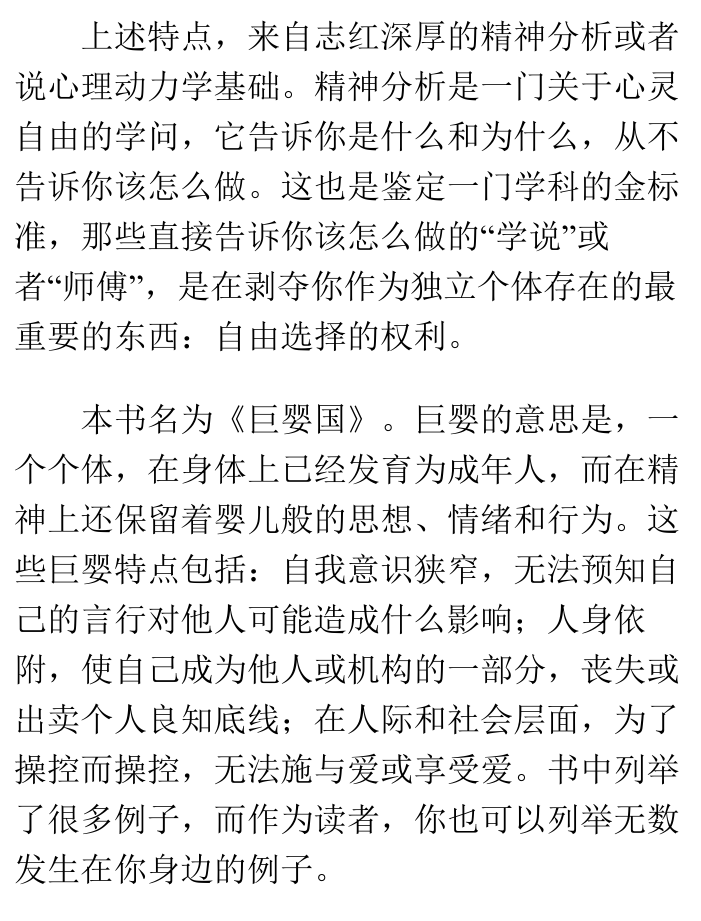 上述特点，来自志红深厚的精神分析或者
说心理动力学基础。精神分析是一门关于心灵
自由的学问，它告诉你是什么和为什么，从不
告诉你该怎么做。这也是鉴定一门学科的金标
准，那些直接告诉你该怎么做的“学说”或
者“师傅”，是在剥夺你作为独立个体存在的最
重要的东西：自由选择的权利。
本书名为《巨婴国》。巨婴的意思是，一
个个体，在身体上已经发育为成年人，而在精
神上还保留着婴儿般的思想、情绪和行为。这
些巨婴特点包括：自我意识狭窄，无法预知自
己的言行对他人可能造成什么影响；人身依
附，使自己成为他人或机构的一部分，丧失或
出卖个人良知底线；在人际和社会层面，为了
操控而操控，无法施与爱或享受爱。书中列举
了很多例子，而作为读者，你也可以列举无数
发生在你身边的例子。